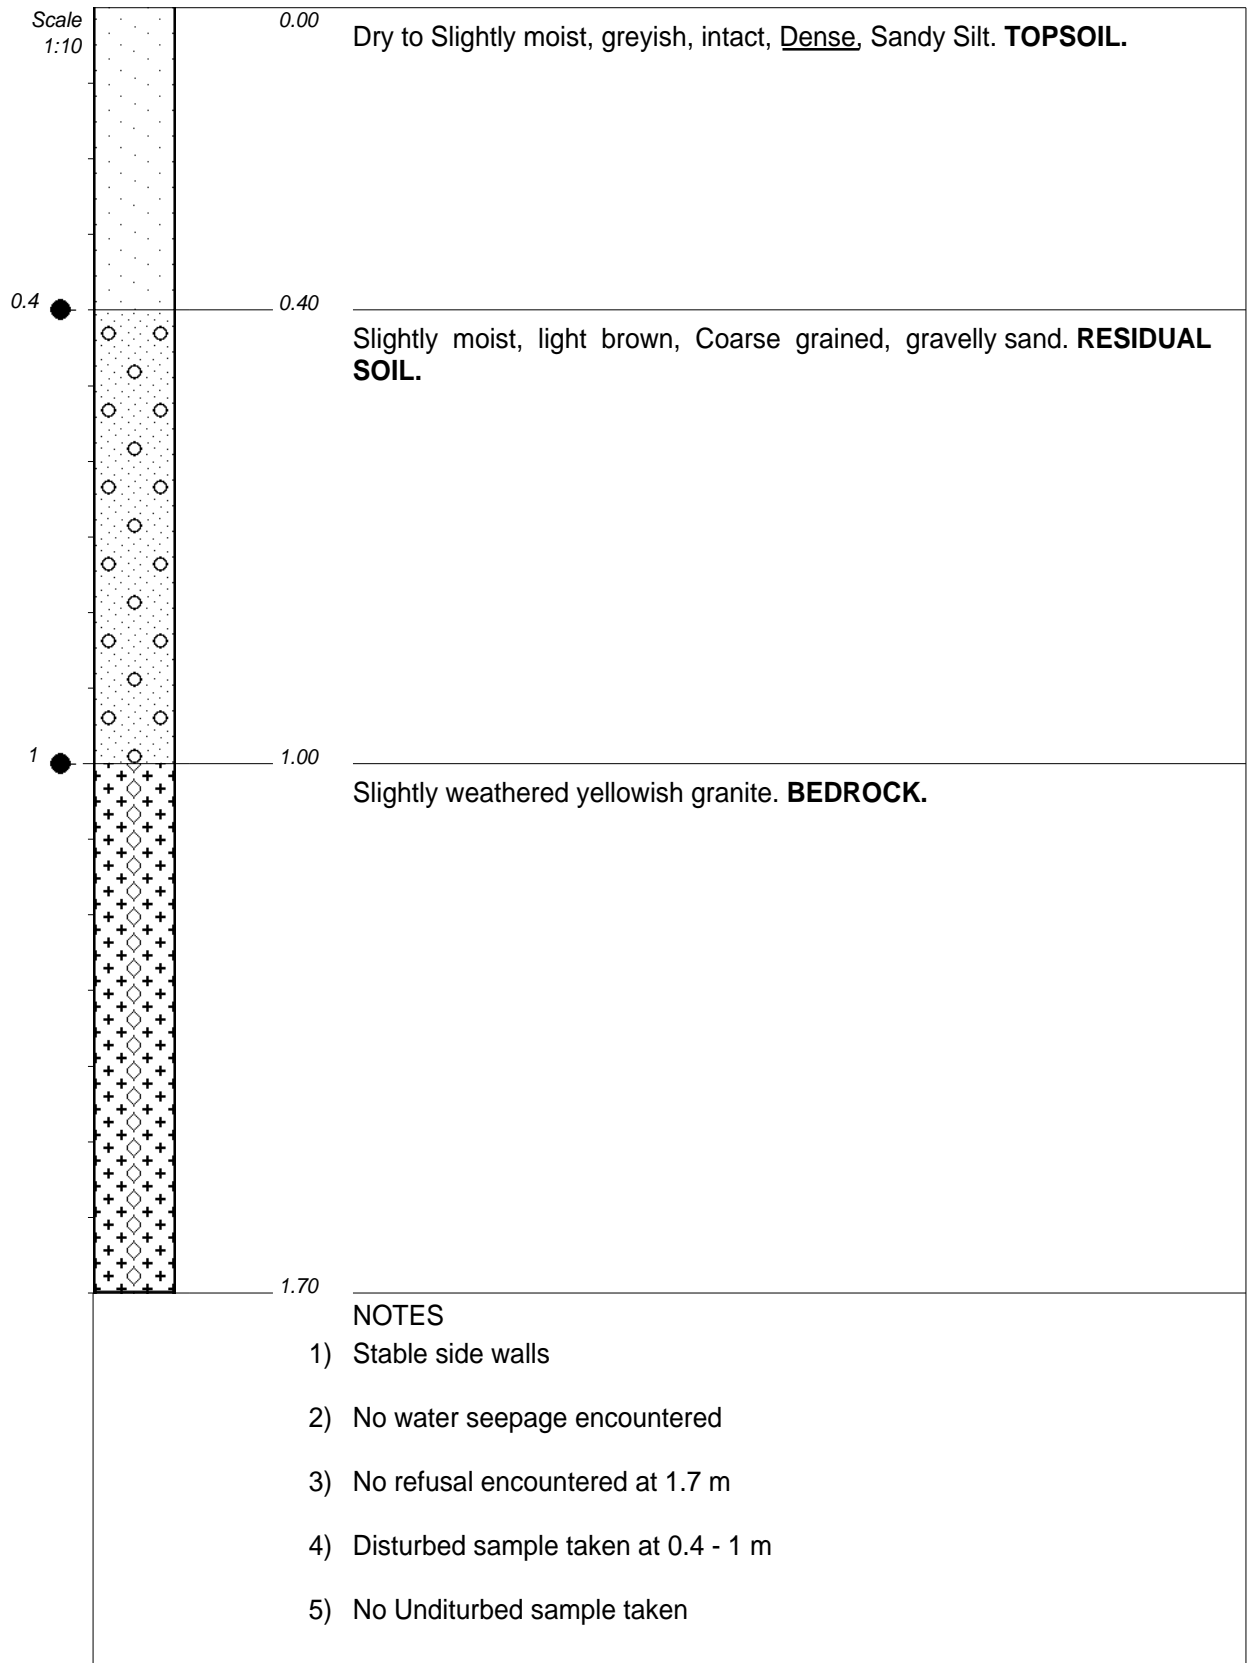 Scale
1:10
0.00
Dry to Slightly moist, greyish, intact, Dense, Sandy Silt. TOPSOIL.
0.4
0.40
Slightly moist, light brown, Coarse grained, gravelly sand. RESIDUAL
SOIL.
1
1.00
Slightly weathered yellowish granite. BEDROCK.
1.70
NOTES
1) Stable side walls
2) No water seepage encountered
3) No refusal encountered at 1.7 m
4) Disturbed sample taken at 0.4 - 1 m
5) No Unditurbed sample taken